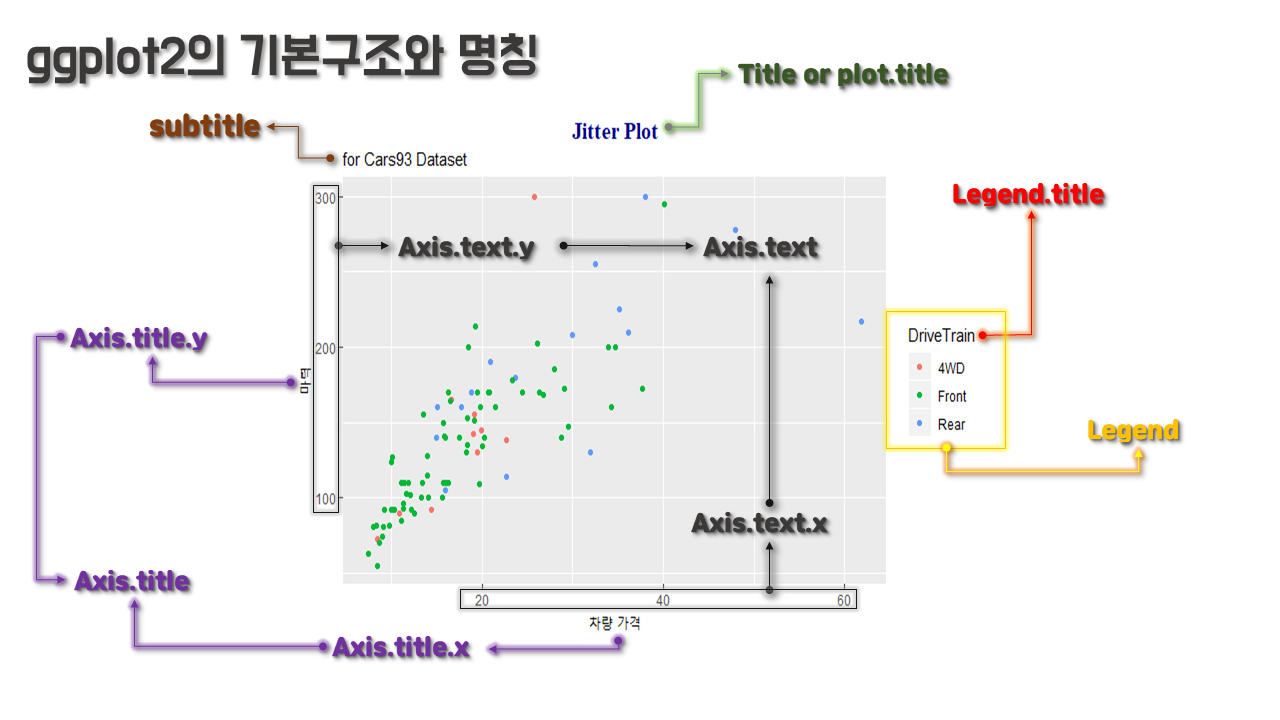 ggplot2의 기본구조와 명칭
Title or plot.title
subtitle
Jitter Plot
for Cars93 Dataset
Legend.title
300
Axis.text.y
Axis.text
Axis.title.y
200
마력
DriveTrain
4WD
Front
Rear
Legend
100
Axis.text.x
Axis.title
20
40
60
차량 가격
Axis.title.x